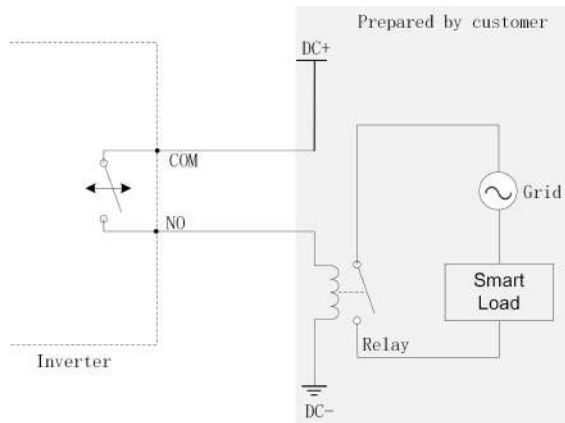 Prepared by customer
DC+
COM
Grid
NO
Smart
Load
Relay
Inverter
DC-